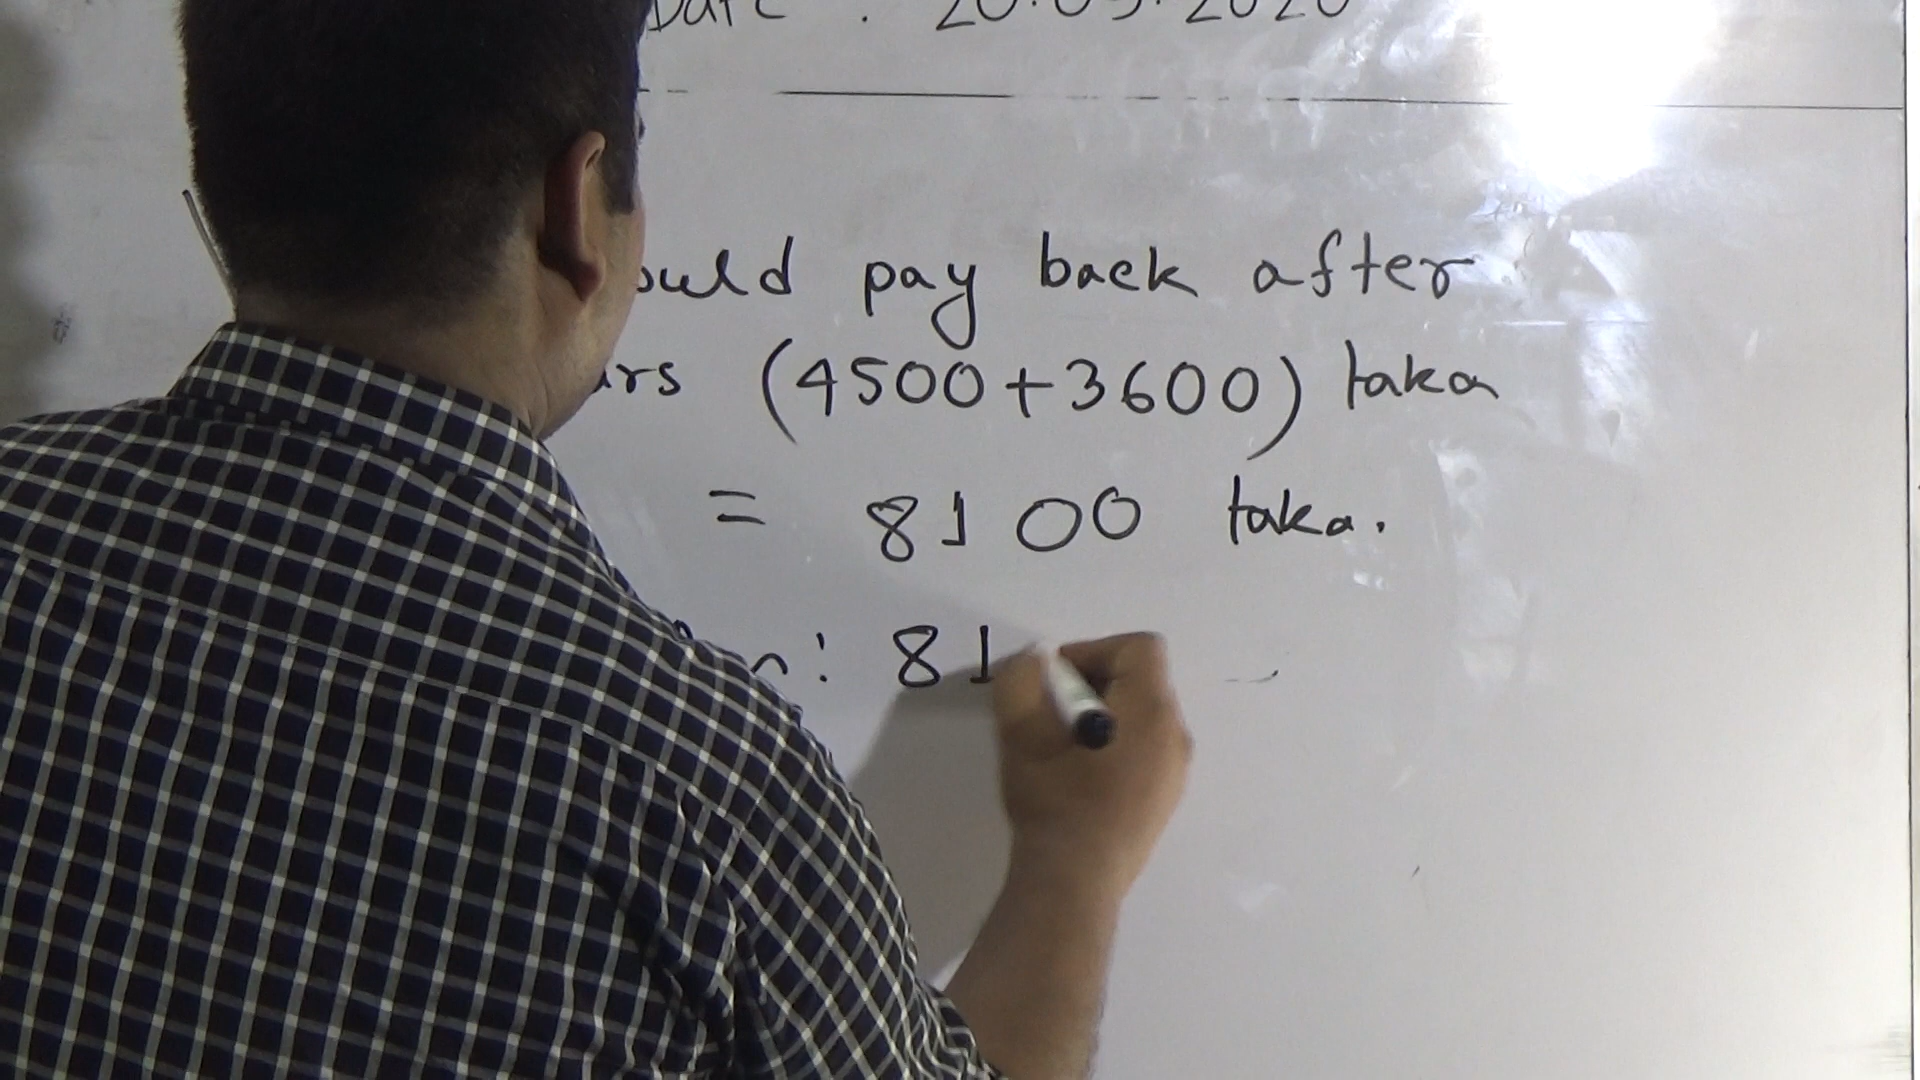 Date : 20.05.2020
ould pay back after
ars (4500+3600) taka
= 8100 taka.
n: 81